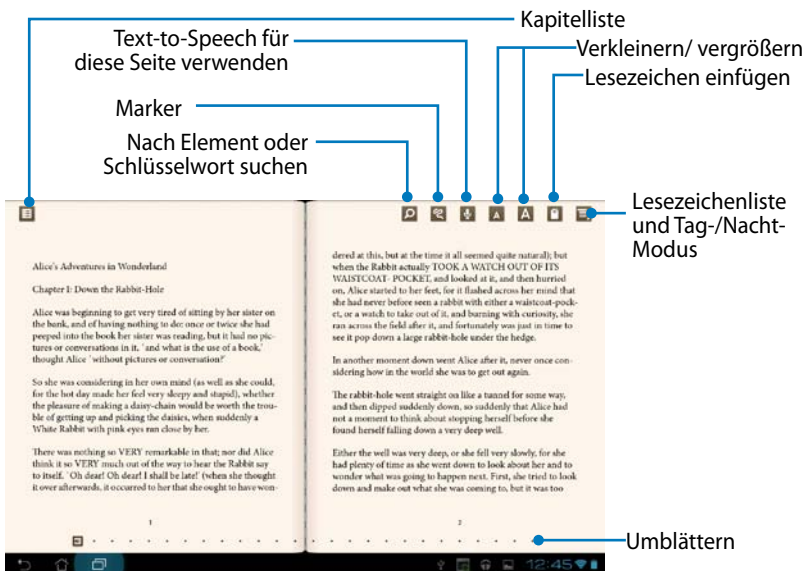 Kapitelliste
Text-to-Speech für
diese Seite verwenden
Verkleinern/ vergrößern
Lesezeichen einfügen
Marker
Nach Element oder
Schlüsselwort suchen
Lesezeichenliste
und Tag-/Nacht-
Modus
A
A
Alice's Adventures in Wonderland
Chapter I: Down the Rabbit-Hole
Alice was beginning to get very tired of sitting by her sister on
the bank, and of having nothing to do: once or twice she had
peeped into the book her sister was reading, but it had no pic-
tures or conversations in it, 'and what is the use of a book,'
thought Alice 'without pictures or conversation?'
So she was considering in her own mind (as well as she could,
for the hot day made her feel very sleepy and stupid), whether
the pleasure of making a daisy-chain would be worth the trou-
ble of getting up and picking the daisies, when suddenly a
White Rabbit with pink eyes ran close by her.
There was nothing so VERY remarkable in that; nor did Alice
think it so VERY much out of the way to hear the Rabbit say
to itself, 'Oh dear! Oh dear! I shall be late!' (when she thought
it over afterwards, it occurred to her that she ought to have won-
1
dered at this, but at the time it all seemed quite natural); but
when the Rabbit actually TOOK A WATCH OUT OF ITS
WAISTCOAT- POCKET, and looked at it, and then hurried
on, Alice started to her feet, for it flashed across her mind that
she had never before seen a rabbit with either a waistcoat-pock-
et, or a watch to take out of it, and burning with curiosity, she
ran across the field after it, and fortunately was just in time to
see it pop down a large rabbit-hole under the hedge.
In another moment down went Alice after it, never once con-
sidering how in the world she was to get out again.
The rabbit-hole went straight on like a tunnel for some way,
and then dipped suddenly down, so suddenly that Alice had
not a moment to think about stopping herself before she
found herself falling down a very deep well.
Either the well was very deep, or she fell very slowly, for she
had plenty of time as she went down to look about her and to
wonder what was going to happen next. First, she tried to look
down and make out what she was coming to, but it was too
2
Umblättern
12:45